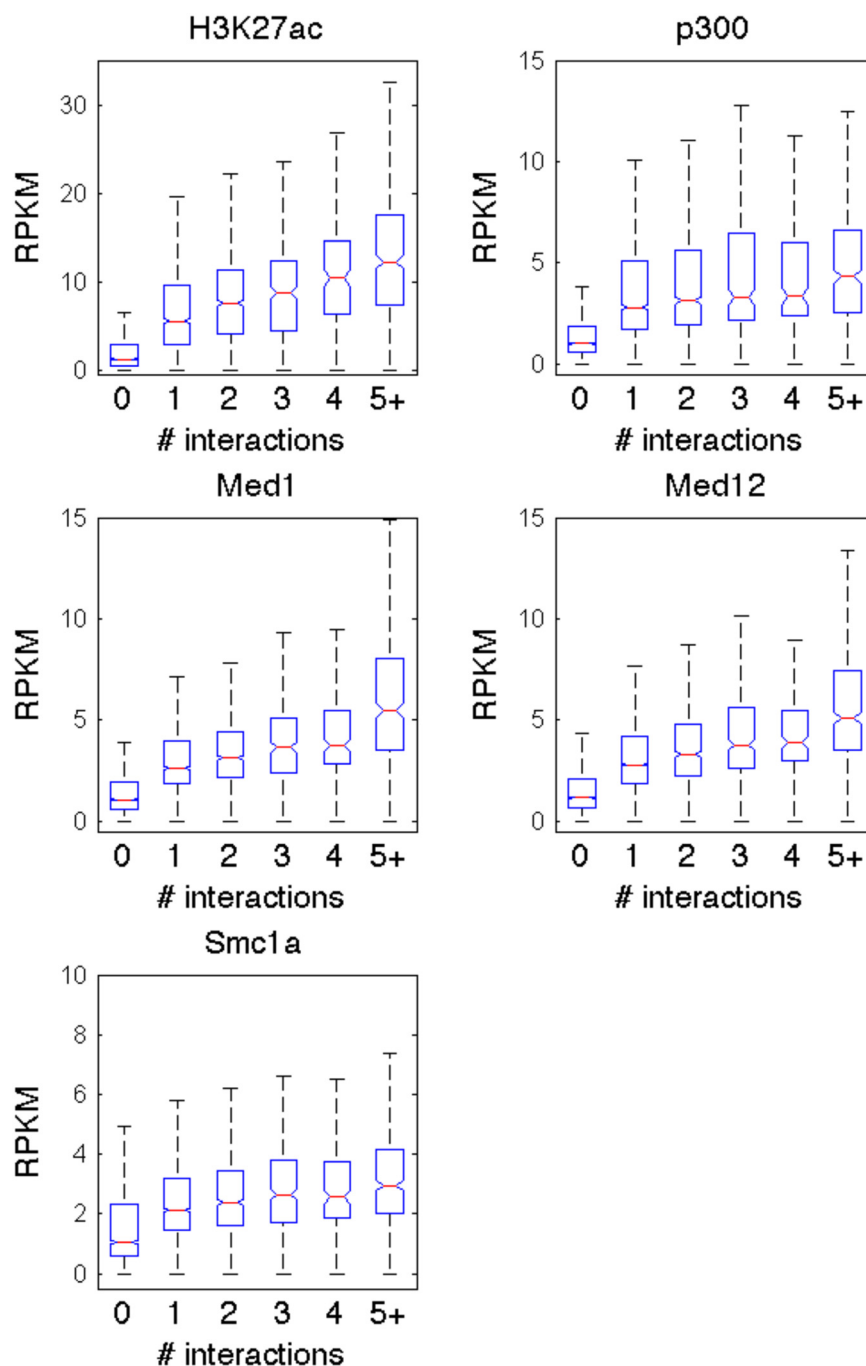 H3K27ac
RPKM
30
20
10
0
0 1 2 3 4 5+
# interactions
p300
RPKM
15
10
5
0
0 1 2 3 4 5+
# interactions
Med1
RPKM
15
10
5
0
0 1 2 3 4 5+
# interactions
Med12
RPKM
15
10
5
0
0 1 2 3 4 5+
# interactions
Smc1a
RPKM
10
8
6
4
2
0
0 1 2 3 4 5+
# interactions